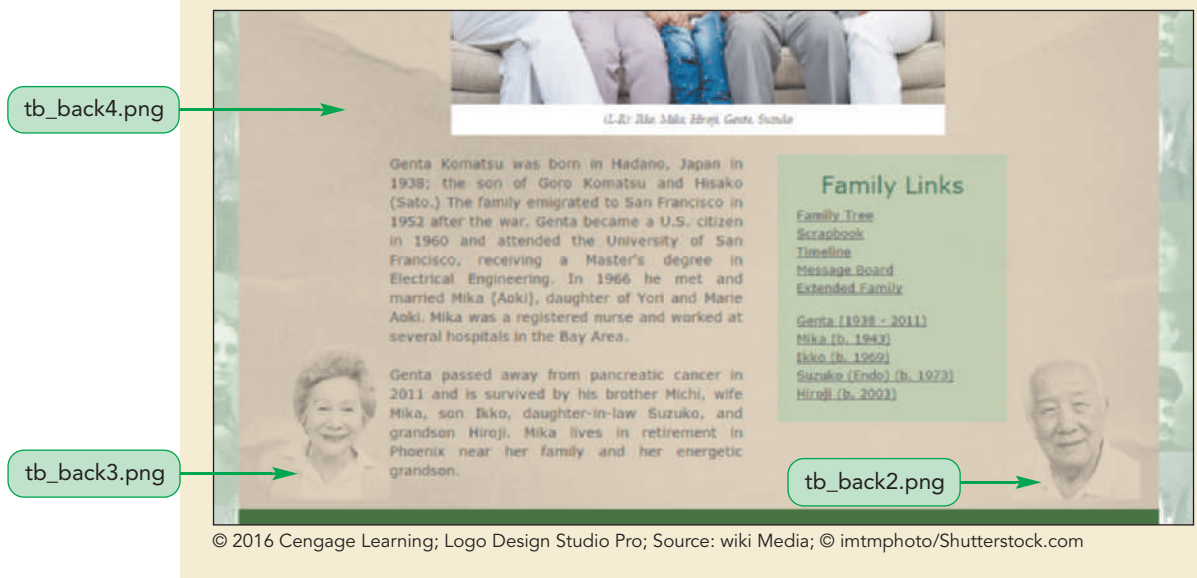 tb_back4.png
(L-R): Ikko, Mika, Hiroji, Genta, Suzuko
Genta Komatsu was born in Hadano, Japan in
1938; the son of Goro Komatsu and Hisako
(Sato.) The family emigrated to San Francisco in
1952 after the war. Genta became a U.S. citizen
in 1960 and attended the University of San
Francisco, receiving a Master's degree in
Electrical Engineering. In 1966 he met and
married Mika (Aoki), daughter of Yori and Marie
Aoki. Mika was a registered nurse and worked at
several hospitals in the Bay Area.
Genta passed away from pancreatic cancer in
2011 and is survived by his brother Michi, wife
Mika, son Ikko, daughter-in-law Suzuko, and
grandson Hiroji. Mika lives in retirement in
Phoenix near her family and her energetic
grandson.
Family Links
Family Tree
Scrapbook
Timeline
Message Board
Extended Family
Genta (1938 - 2011)
Mika (b. 1943)
Ikko (b. 1969)
Suzuko (Endo) (b. 1973)
Hiroji (b. 2003)
tb_back3.png
tb_back2.png
© 2016 Cengage Learning; Logo Design Studio Pro; Source: wiki Media; © imtmphoto/Shutterstock.com